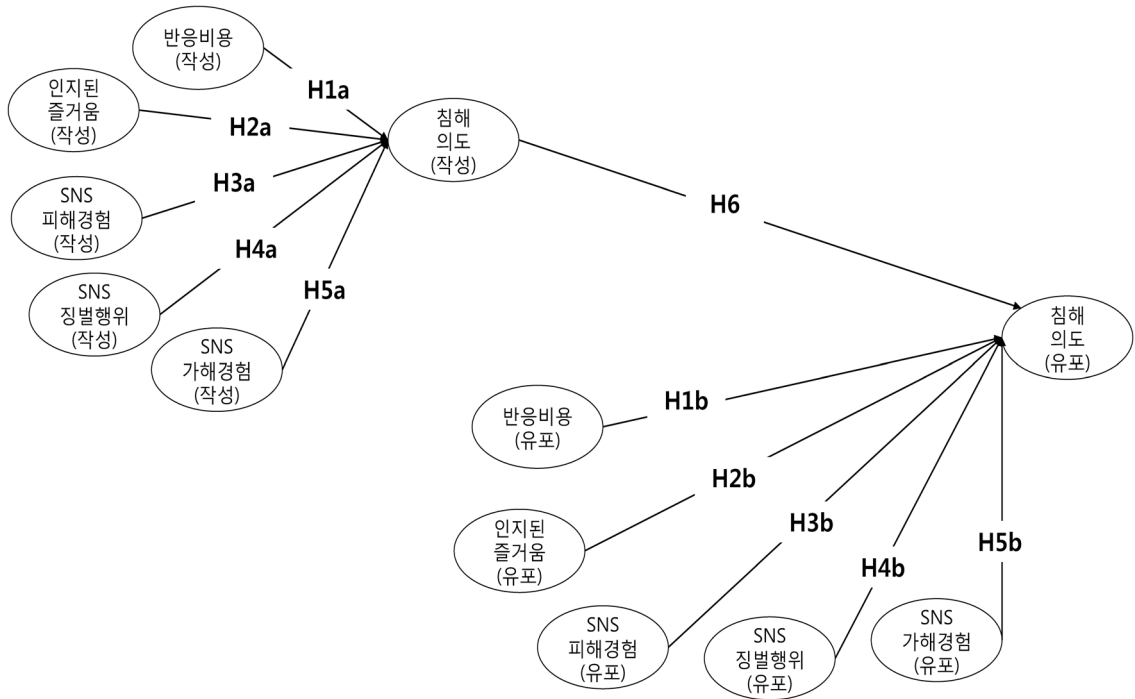 반응비용
(작성)
H1a
인지된
즐거움
(작성)
H2a
침해
의도
(작성)
SNS
피해경험
(작성)
H3a
H4a
SNS
징벌행위
(작성)
H5a
SNS
가해경험
(작성)
H6
침해
의도
(유포)
반응비용
(유포)
H1b
인지된
즐거움
(유포)
H2b
SNS
피해경험
(유포)
H3b
SNS
징벌행위
(유포)
H4b
SNS
가해경험
(유포)
H5b